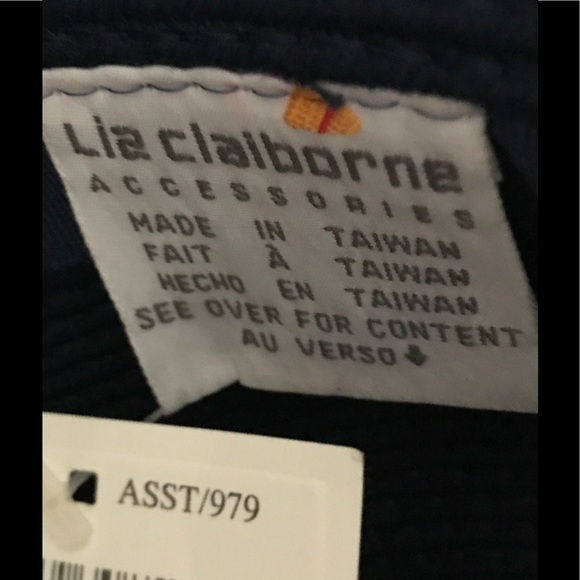 Liz claiborne
ACCESSORIES
MADE IN TAIWAN
FAIT À TAIWAN
HECHO EN TAIWAN
SEE OVER FOR CONTENT
AU VERSO
ASST/979